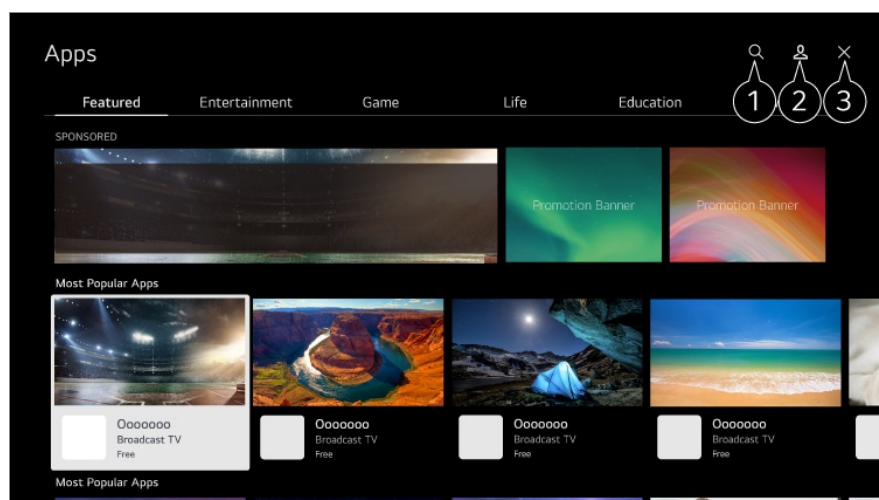 Apps
Featured Entertainment Game Life Education
1 2 3
SPONSORED
Promotion Banner Promotion Banner
Most Popular Apps
Ooooooo Ooooooo Ooooooo Ooooooo
Broadcast TV Broadcast TV Broadcast TV Broadcast TV
Free Free Free Free
Most Popular Apps